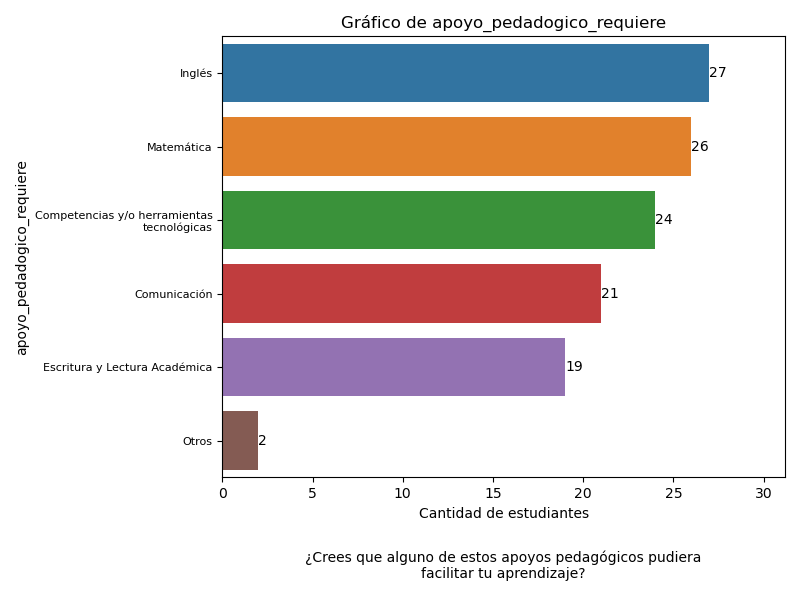 Gráfico de apoyo_pedadogico_requiere
apoyo_pedadogico_requiere
Inglés
27
Matemática
26
Competencias y/o herramientas
tecnológicas
24
Comunicación
21
Escritura y Lectura Académica
19
Otros
2
0 5 10 15 20 25 30
Cantidad de estudiantes
¿Crees que alguno de estos apoyos pedagógicos pudiera
facilitar tu aprendizaje?